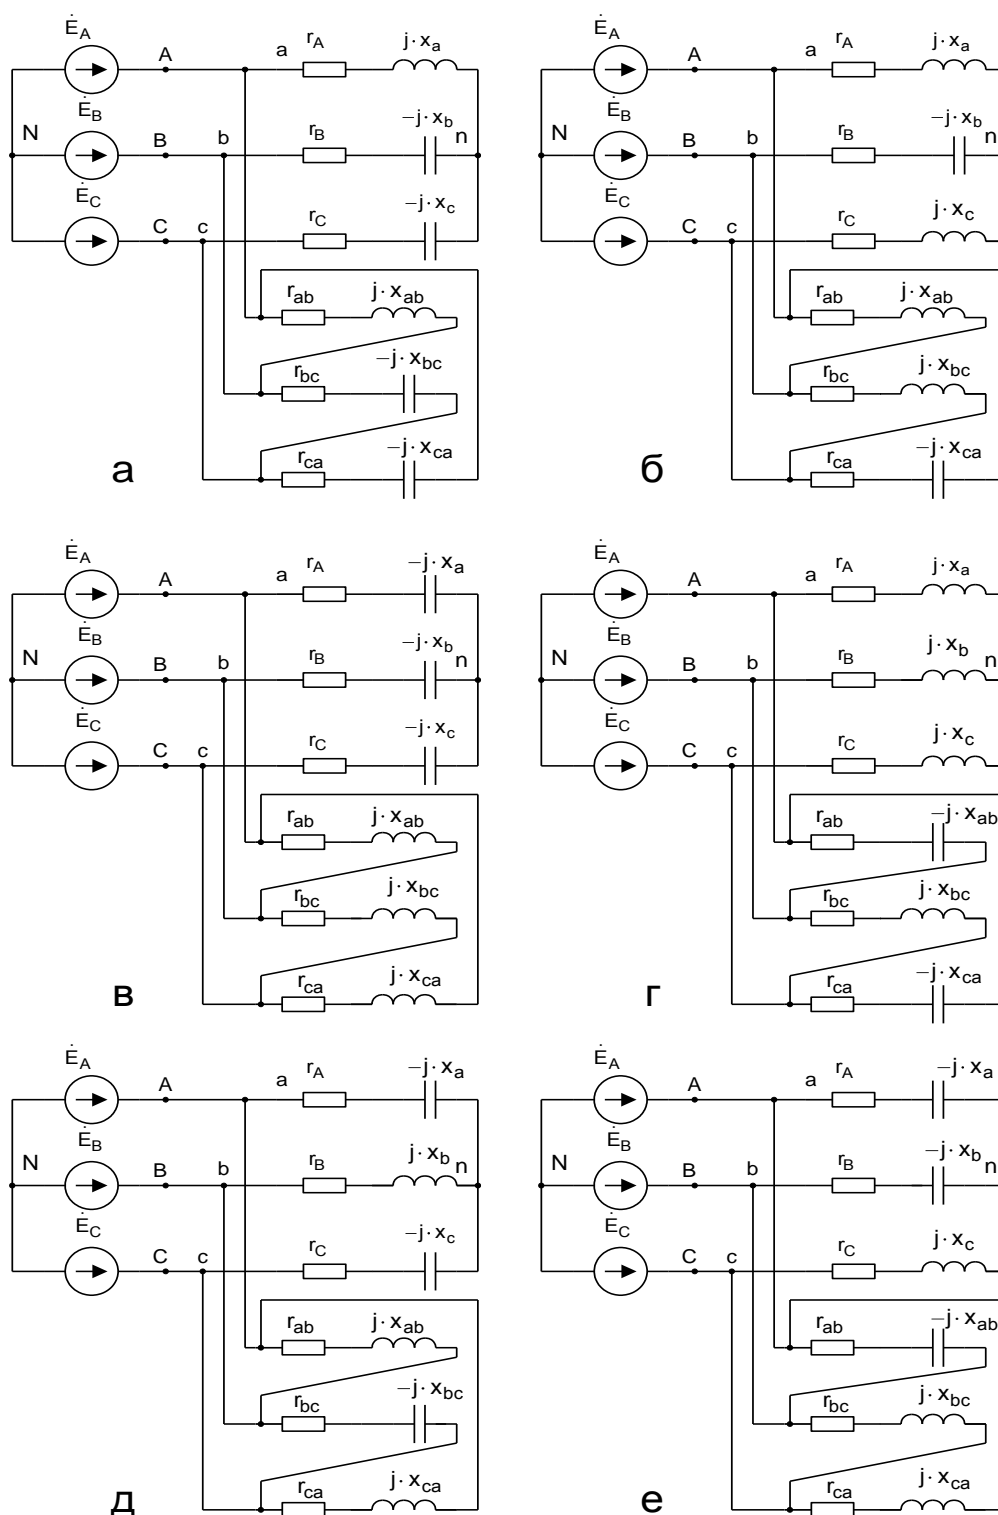 Ė_A A a r_A j·x_a
Ė_B
N B b r_B −j·x_b n
Ė_C
C c r_C −j·x_c
r_ab j·x_ab
r_bc −j·x_bc
r_ca −j·x_ca
а
Ė_A A a r_A j·x_a
Ė_B
N B b r_B −j·x_b n
Ė_C
C c r_C j·x_c
r_ab j·x_ab
r_bc j·x_bc
r_ca −j·x_ca
б
Ė_A A a r_A −j·x_a
Ė_B
N B b r_B −j·x_b n
Ė_C
C c r_C −j·x_c
r_ab j·x_ab
r_bc j·x_bc
r_ca j·x_ca
в
Ė_A A a r_A j·x_a
Ė_B
N B b r_B j·x_b n
Ė_C
C c r_C j·x_c
r_ab −j·x_ab
r_bc j·x_bc
r_ca −j·x_ca
г
Ė_A A a r_A −j·x_a
Ė_B
N B b r_B j·x_b n
Ė_C
C c r_C −j·x_c
r_ab j·x_ab
r_bc −j·x_bc
r_ca j·x_ca
д
Ė_A A a r_A −j·x_a
Ė_B
N B b r_B −j·x_b n
Ė_C
C c r_C j·x_c
r_ab −j·x_ab
r_bc j·x_bc
r_ca j·x_ca
е